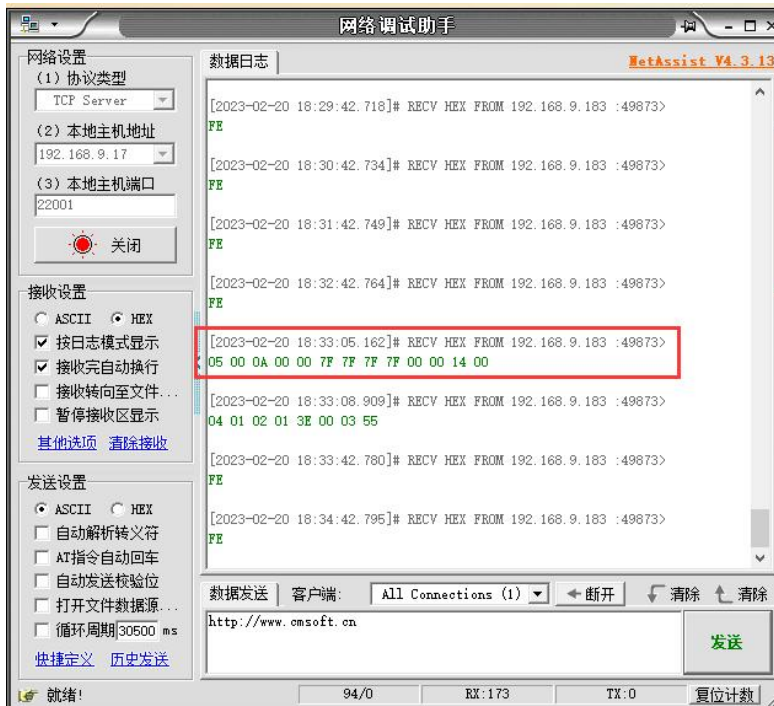 网络调试助手
网络设置
(1) 协议类型
TCP Server
(2) 本地主机地址
192.168.9.17
(3) 本地主机端口
22001
关闭
接收设置
ASCII HEX
按日志模式显示
接收完自动换行
接收转向至文件...
暂停接收区显示
其他选项 清除接收
发送设置
ASCII HEX
自动解析转义符
AT指令自动回车
自动发送校验位
打开文件数据源...
循环周期 30500 ms
快捷定义 历史发送
数据日志 NetAssist V4.3.13
[2023-02-20 18:29:42.718]# RECV HEX FROM 192.168.9.183 :49873>
FE
[2023-02-20 18:30:42.734]# RECV HEX FROM 192.168.9.183 :49873>
FE
[2023-02-20 18:31:42.749]# RECV HEX FROM 192.168.9.183 :49873>
FE
[2023-02-20 18:32:42.764]# RECV HEX FROM 192.168.9.183 :49873>
FE
[2023-02-20 18:33:05.162]# RECV HEX FROM 192.168.9.183 :49873>
05 00 0A 00 00 7F 7F 7F 7F 00 00 14 00
[2023-02-20 18:33:08.909]# RECV HEX FROM 192.168.9.183 :49873>
04 01 02 01 3E 00 03 55
[2023-02-20 18:33:42.780]# RECV HEX FROM 192.168.9.183 :49873>
FE
[2023-02-20 18:34:42.795]# RECV HEX FROM 192.168.9.183 :49873>
FE
数据发送 客户端: All Connections (1) 断开 清除 清除
http://www.cmsoft.cn
发送
就绪! 94/0 RX:173 TX:0 复位计数